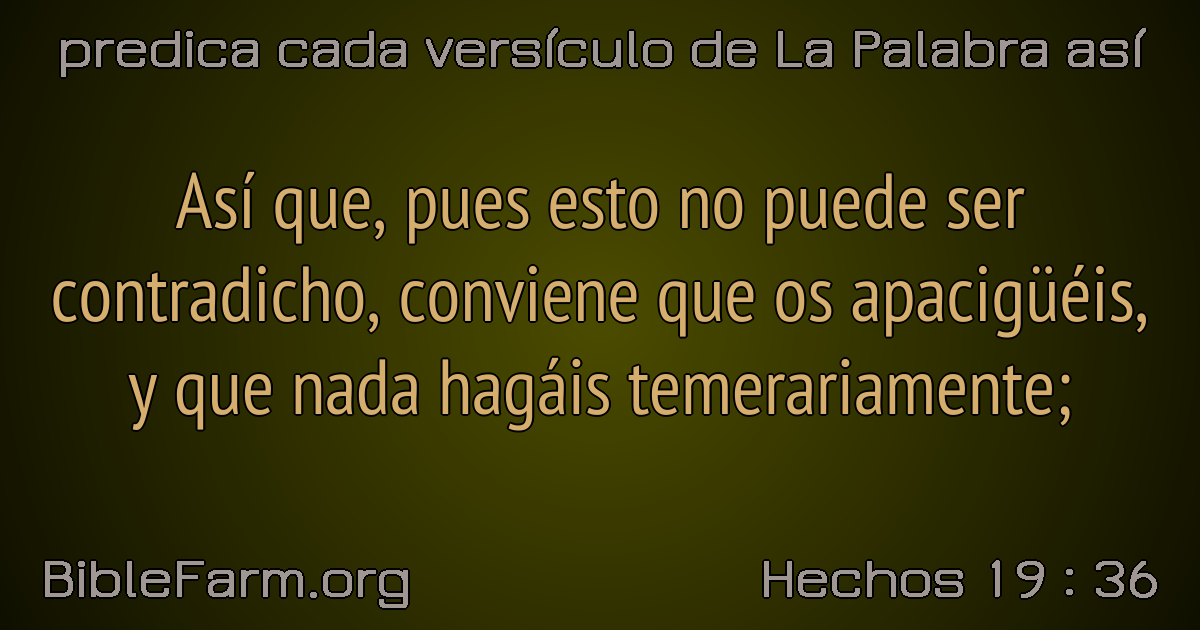 predica cada versículo de La Palabra así
Así que, pues esto no puede ser
contradicho, conviene que os apacigüéis,
y que nada hagáis temerariamente;
BibleFarm.org
Hechos 19 : 36